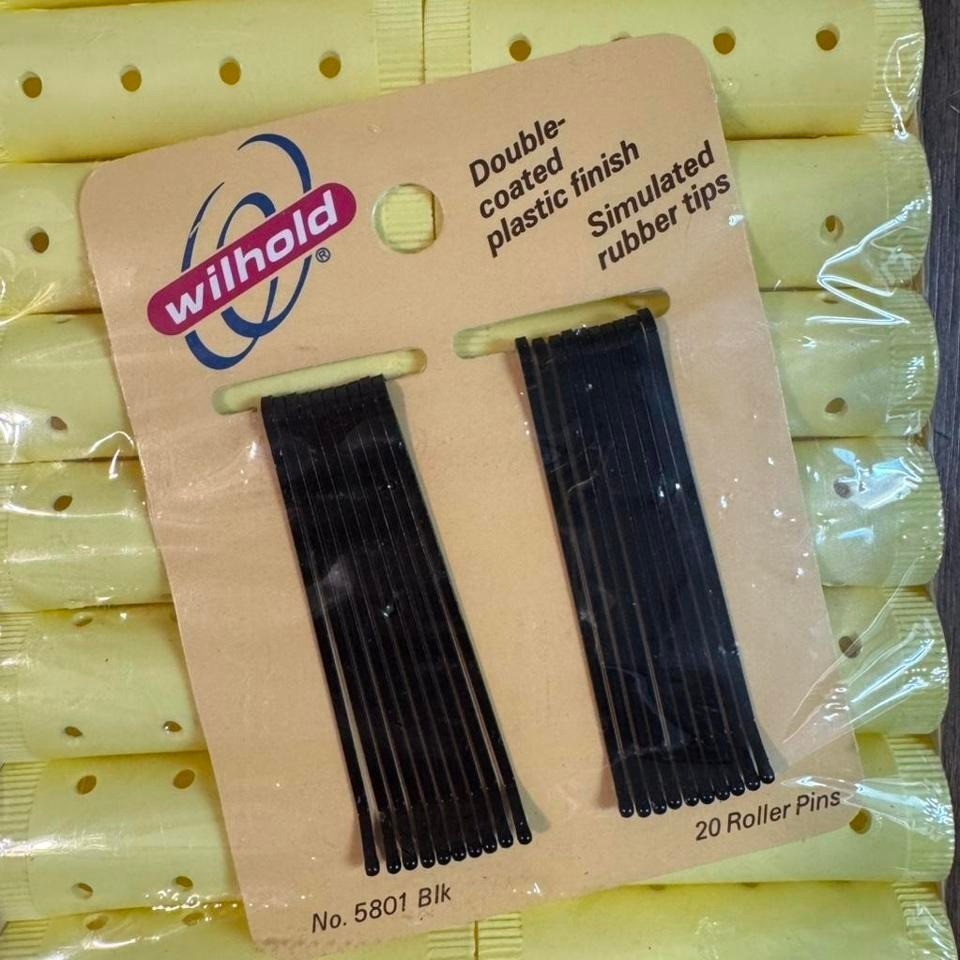 wilhold®
Double-
coated
plastic finish
Simulated
rubber tips
No. 5801 Blk
20 Roller Pins